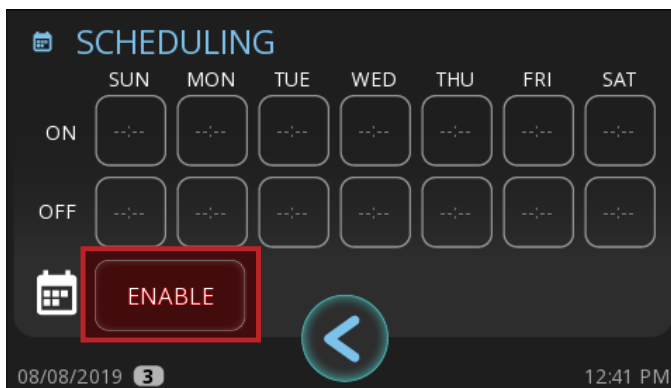 SCHEDULING
SUN MON TUE WED THU FRI SAT
ON --:-- --:-- --:-- --:-- --:-- --:-- --:--
OFF --:-- --:-- --:-- --:-- --:-- --:-- --:--
ENABLE
08/08/2019 3 12:41 PM